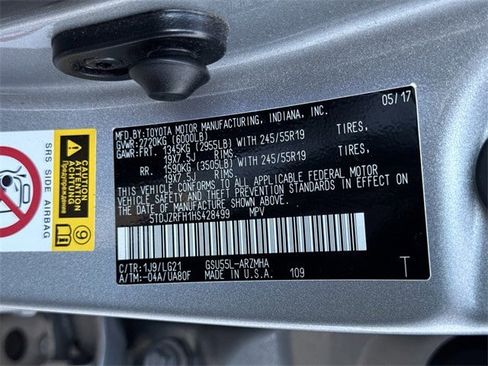 SRS SIDE AIRBAG
Предупреждение
ACHTUNG
ATTENTION
MFD. BY: TOYOTA MOTOR MANUFACTURING, INDIANA, INC. 05/17
GVWR: 2720KG (6000LB)
GAWR: FRT. 1345KG (2955LB) WITH 245/55R19 TIRES,
19X7.5J RIMS.
RR. 1590KG (3505LB) WITH 245/55R19 TIRES,
19X7.5J RIMS.
THIS VEHICLE CONFORMS TO ALL APPLICABLE FEDERAL MOTOR
VEHICLE SAFETY AND THEFT PREVENTION STANDARDS IN EFFECT ON
THE DATE OF MANUFACTURE SHOWN ABOVE.
5TDJZRFH1HS428499 MPV
C/TR: 1J9/LG21 GSU55L-ARZMHA
A/TM: -04A/UA80F MADE IN U.S.A. 109 T